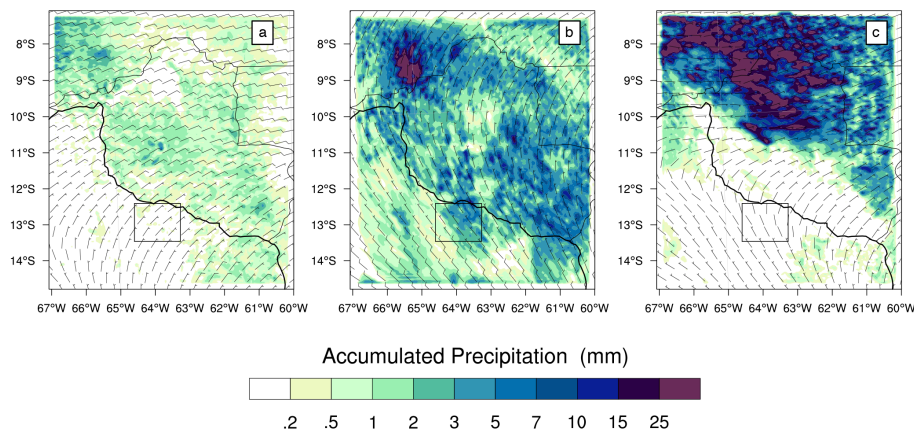 a
b
c
8°S
9°S
10°S
11°S
12°S
13°S
14°S
67°W 66°W 65°W 64°W 63°W 62°W 61°W 60°W
8°S
9°S
10°S
11°S
12°S
13°S
14°S
67°W 66°W 65°W 64°W 63°W 62°W 61°W 60°W
8°S
9°S
10°S
11°S
12°S
13°S
14°S
67°W 66°W 65°W 64°W 63°W 62°W 61°W 60°W
Accumulated Precipitation (mm)
.2 .5 1 2 3 5 7 10 15 25